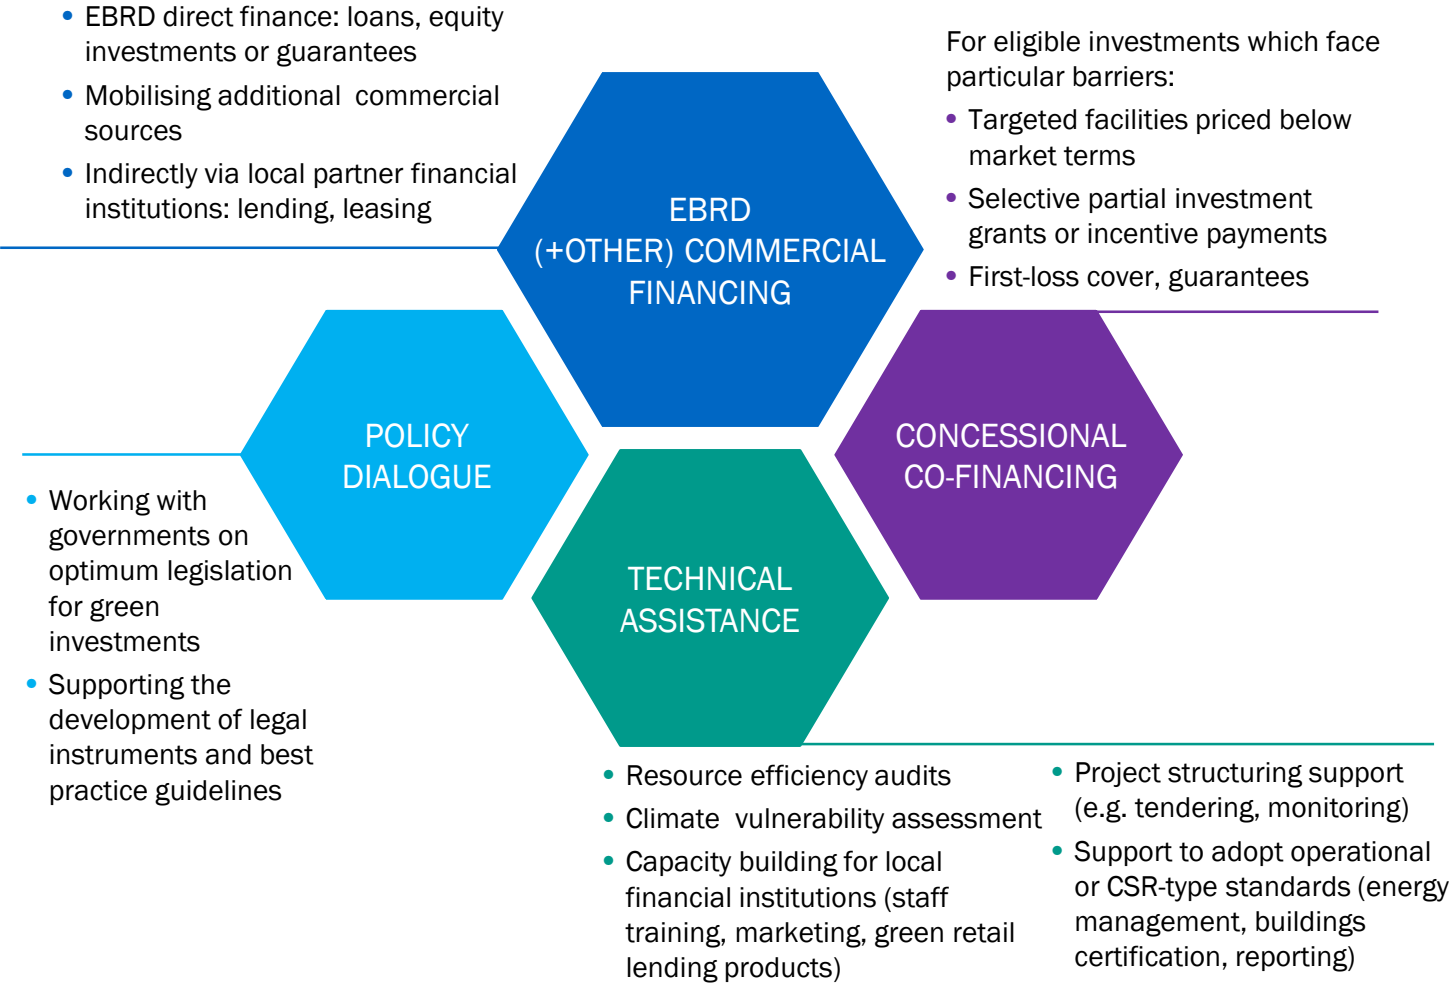 • EBRD direct finance: loans, equity
investments or guarantees
• Mobilising additional commercial
sources
• Indirectly via local partner financial
institutions: lending, leasing
For eligible investments which face
particular barriers:
• Targeted facilities priced below
market terms
• Selective partial investment
grants or incentive payments
• First-loss cover, guarantees
EBRD
(+OTHER) COMMERCIAL
FINANCING
POLICY
DIALOGUE
CONCESSIONAL
CO-FINANCING
TECHNICAL
ASSISTANCE
• Working with
governments on
optimum legislation
for green
investments
• Supporting the
development of legal
instruments and best
practice guidelines
• Resource efficiency audits
• Climate vulnerability assessment
• Capacity building for local
financial institutions (staff
training, marketing, green retail
lending products)
• Project structuring support
(e.g. tendering, monitoring)
• Support to adopt operational
or CSR-type standards (energy
management, buildings
certification, reporting)